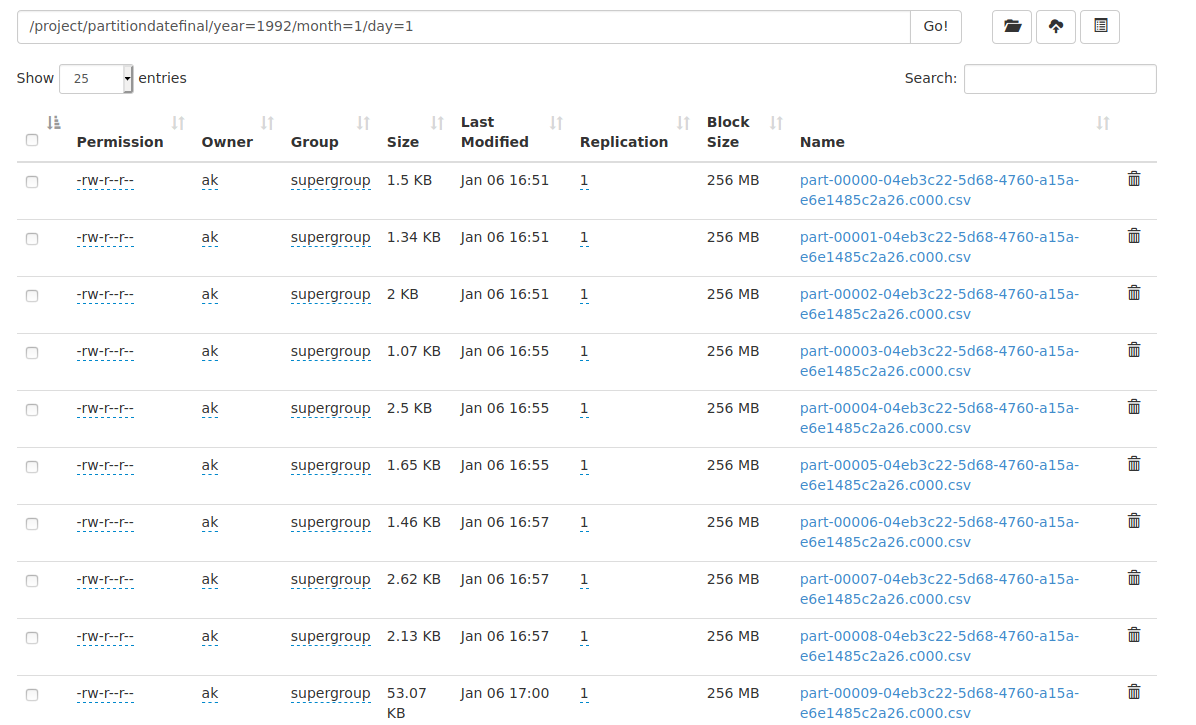 /project/partitiondatefinal/year=1992/month=1/day=1 Go!
Show 25 entries Search:
Permission Owner Group Size Last Modified Replication Block Size Name
-rw-r--r-- ak supergroup 1.5 KB Jan 06 16:51 1 256 MB part-00000-04eb3c22-5d68-4760-a15a-
e6e1485c2a26.c000.csv
-rw-r--r-- ak supergroup 1.34 KB Jan 06 16:51 1 256 MB part-00001-04eb3c22-5d68-4760-a15a-
e6e1485c2a26.c000.csv
-rw-r--r-- ak supergroup 2 KB Jan 06 16:51 1 256 MB part-00002-04eb3c22-5d68-4760-a15a-
e6e1485c2a26.c000.csv
-rw-r--r-- ak supergroup 1.07 KB Jan 06 16:55 1 256 MB part-00003-04eb3c22-5d68-4760-a15a-
e6e1485c2a26.c000.csv
-rw-r--r-- ak supergroup 2.5 KB Jan 06 16:55 1 256 MB part-00004-04eb3c22-5d68-4760-a15a-
e6e1485c2a26.c000.csv
-rw-r--r-- ak supergroup 1.65 KB Jan 06 16:55 1 256 MB part-00005-04eb3c22-5d68-4760-a15a-
e6e1485c2a26.c000.csv
-rw-r--r-- ak supergroup 1.46 KB Jan 06 16:57 1 256 MB part-00006-04eb3c22-5d68-4760-a15a-
e6e1485c2a26.c000.csv
-rw-r--r-- ak supergroup 2.62 KB Jan 06 16:57 1 256 MB part-00007-04eb3c22-5d68-4760-a15a-
e6e1485c2a26.c000.csv
-rw-r--r-- ak supergroup 2.13 KB Jan 06 16:57 1 256 MB part-00008-04eb3c22-5d68-4760-a15a-
e6e1485c2a26.c000.csv
-rw-r--r-- ak supergroup 53.07 Jan 06 17:00 1 256 MB part-00009-04eb3c22-5d68-4760-a15a-
KB e6e1485c2a26.c000.csv